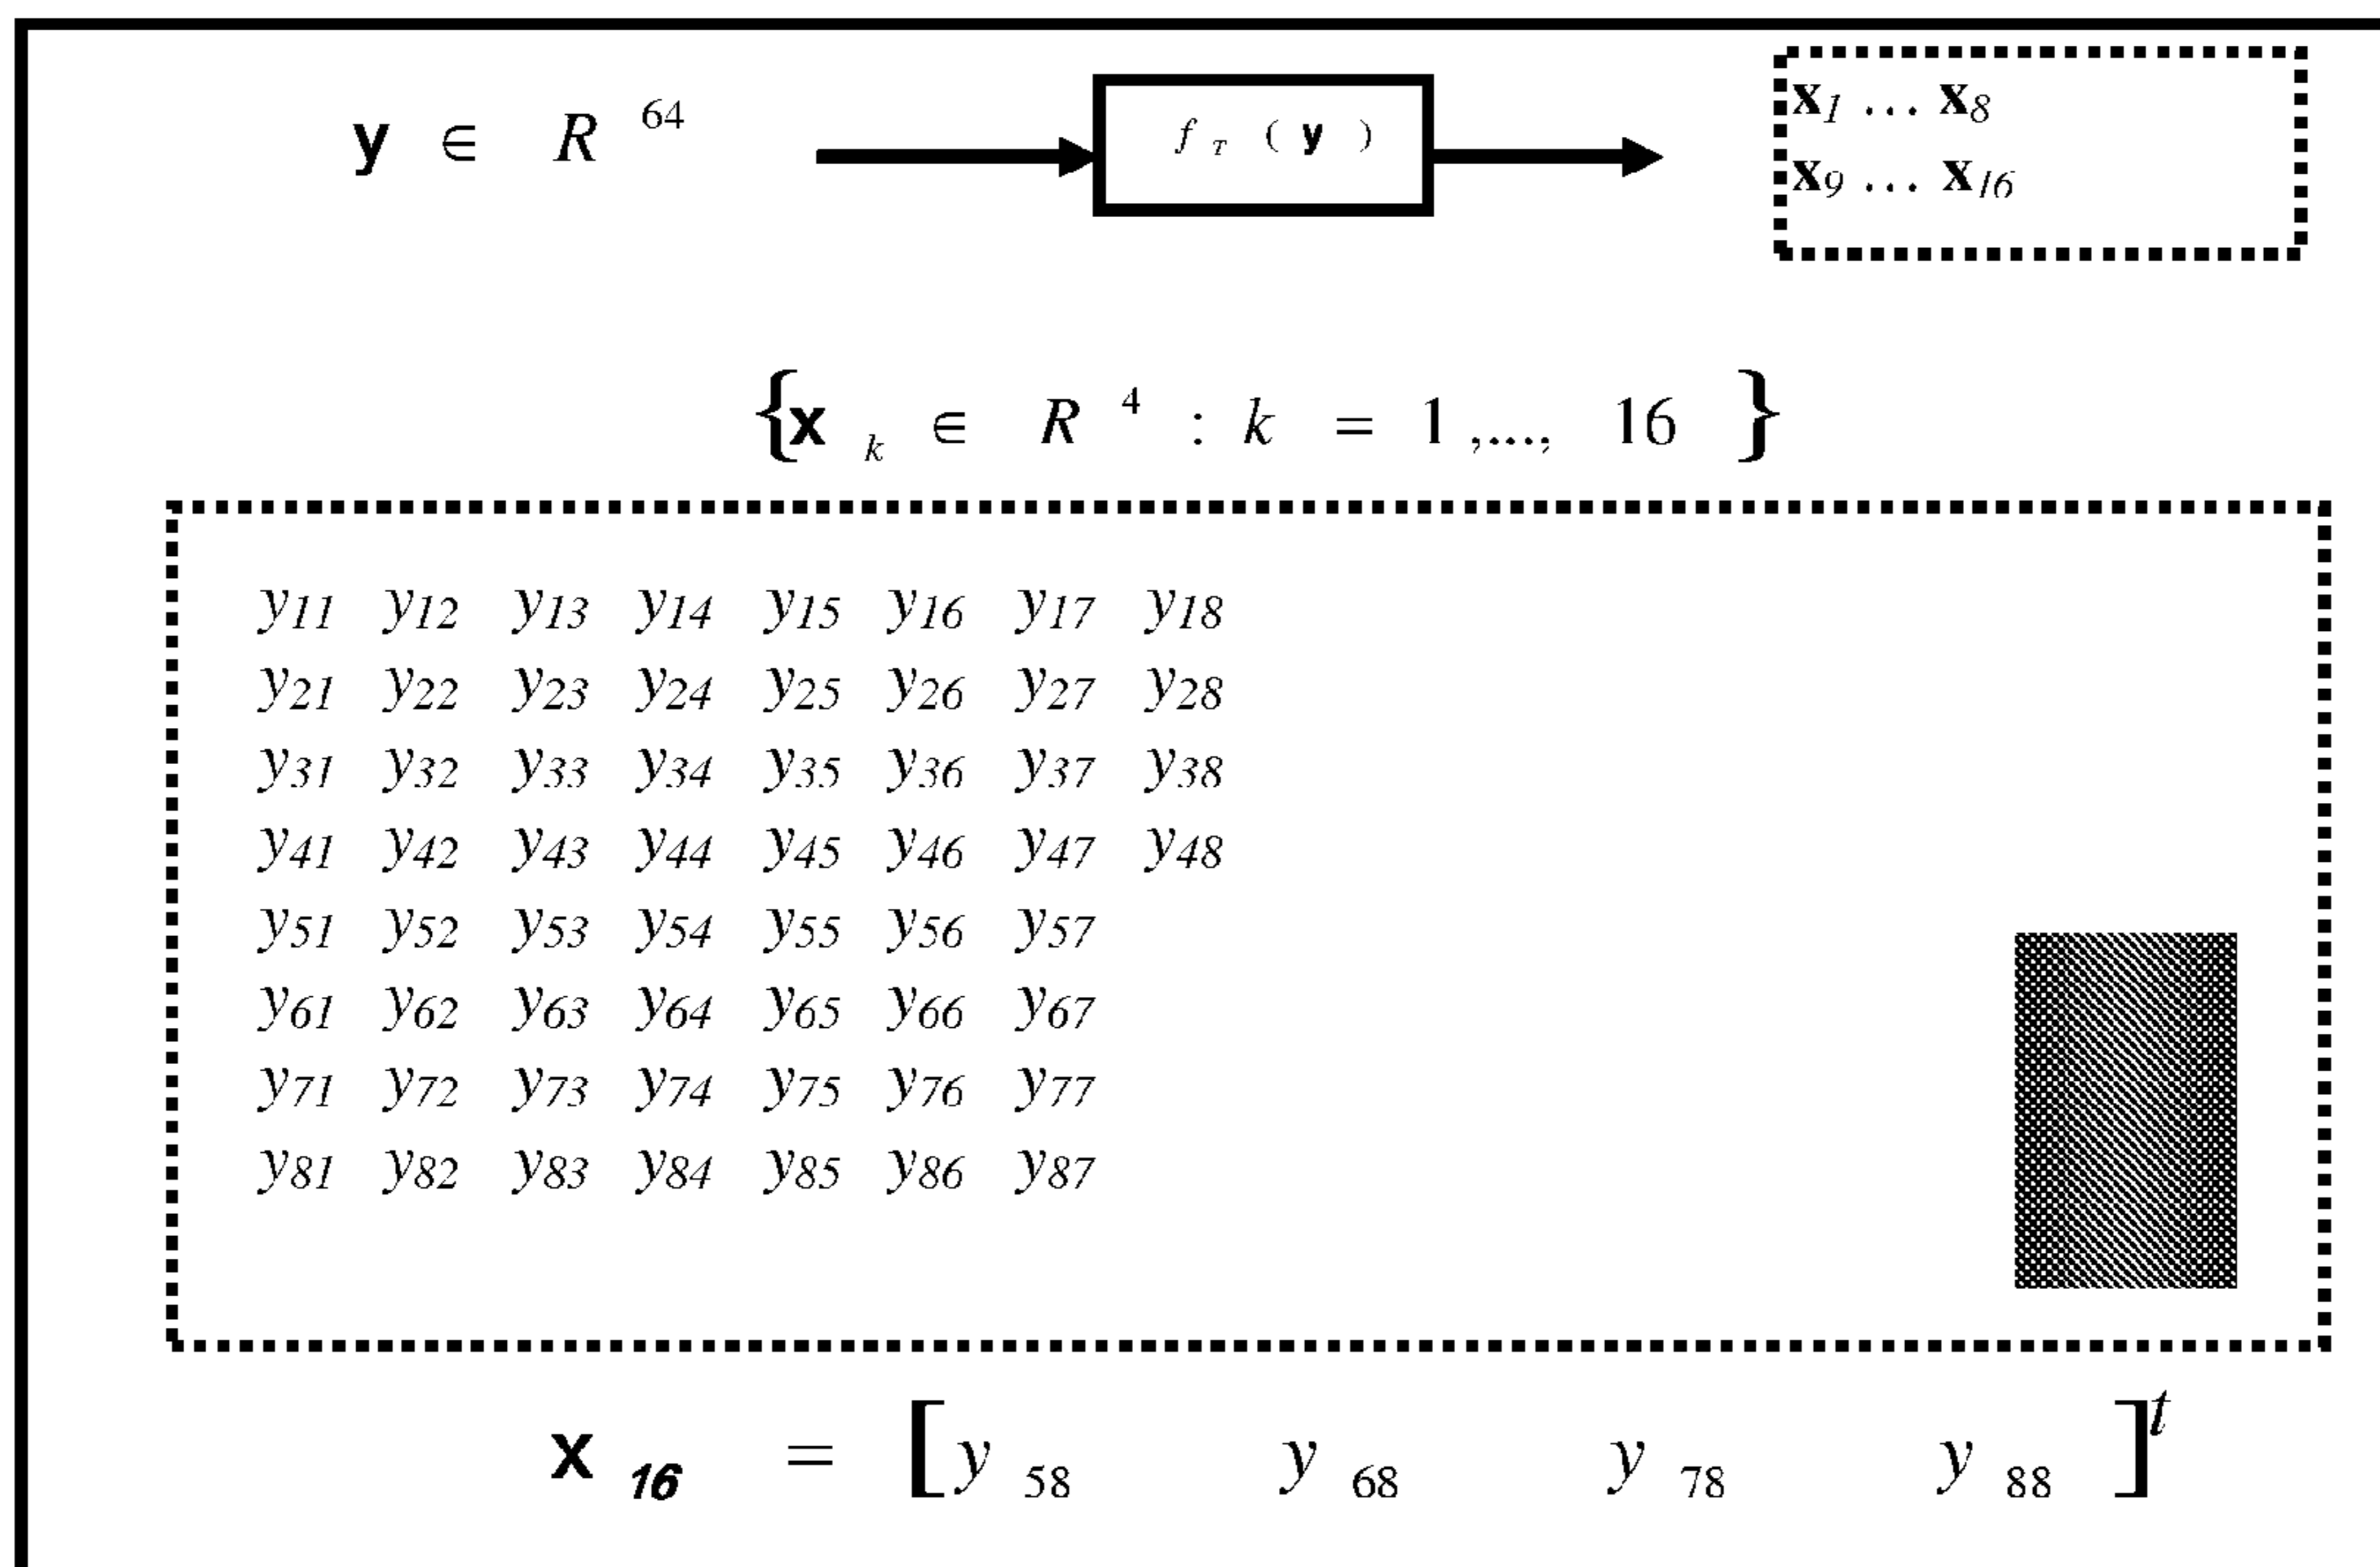 y ∈ R 64 f T ( y ) x1 ... x8
x9 ... x16
{x k ∈ R 4 : k = 1 ,..., 16 }
y11 y12 y13 y14 y15 y16 y17 y18
y21 y22 y23 y24 y25 y26 y27 y28
y31 y32 y33 y34 y35 y36 y37 y38
y41 y42 y43 y44 y45 y46 y47 y48
y51 y52 y53 y54 y55 y56 y57
y61 y62 y63 y64 y65 y66 y67
y71 y72 y73 y74 y75 y76 y77
y81 y82 y83 y84 y85 y86 y87
x 16 = [y 58 y 68 y 78 y 88 ]t